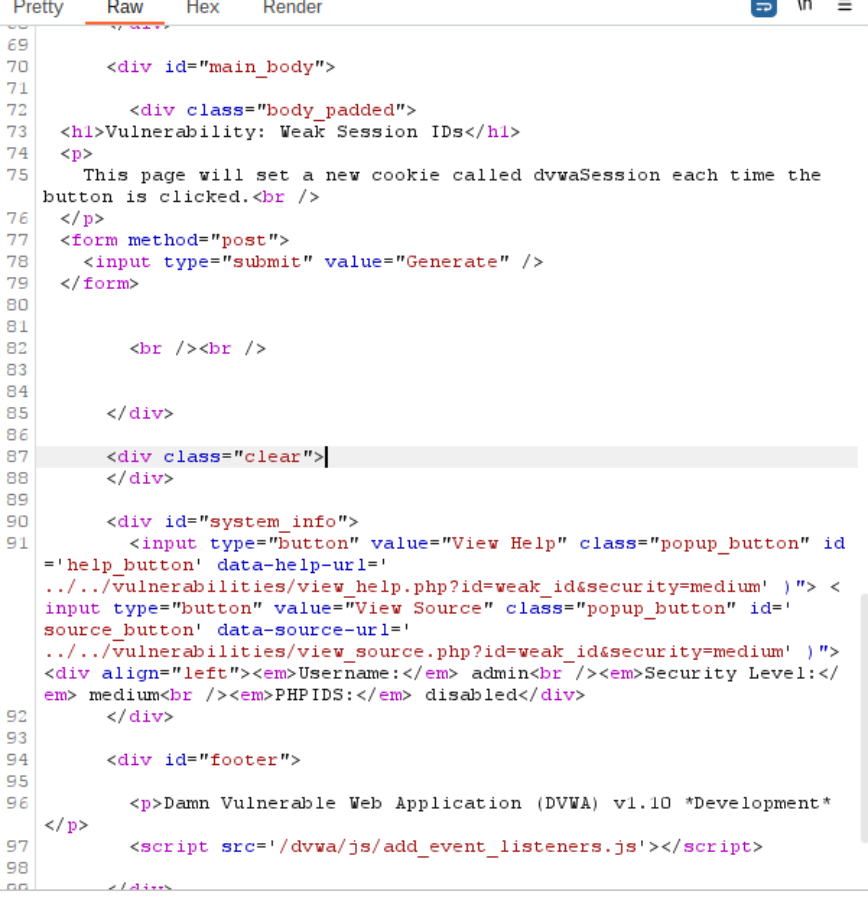 Pretty Raw Hex Render \n
69
70 <div id="main_body">
71
72 <div class="body_padded">
73 <h1>Vulnerability: Weak Session IDs</h1>
74 <p>
75 This page will set a new cookie called dvwaSession each time the
button is clicked.<br />
76 </p>
77 <form method="post">
78 <input type="submit" value="Generate" />
79 </form>
80
81
82 <br /><br />
83
84
85 </div>
86
87 <div class="clear">
88 </div>
89
90 <div id="system_info">
91 <input type="button" value="View Help" class="popup_button" id
='help_button' data-help-url='
../../vulnerabilities/view_help.php?id=weak_id&security=medium' )"> <
input type="button" value="View Source" class="popup_button" id='
source_button' data-source-url='
../../vulnerabilities/view_source.php?id=weak_id&security=medium' )">
<div align="left"><em>Username:</em> admin<br /><em>Security Level:</
em> medium<br /><em>PHPIDS:</em> disabled</div>
92 </div>
93
94 <div id="footer">
95
96 <p>Damn Vulnerable Web Application (DVWA) v1.10 *Development*
</p>
97 <script src='/dvwa/js/add_event_listeners.js'></script>
98